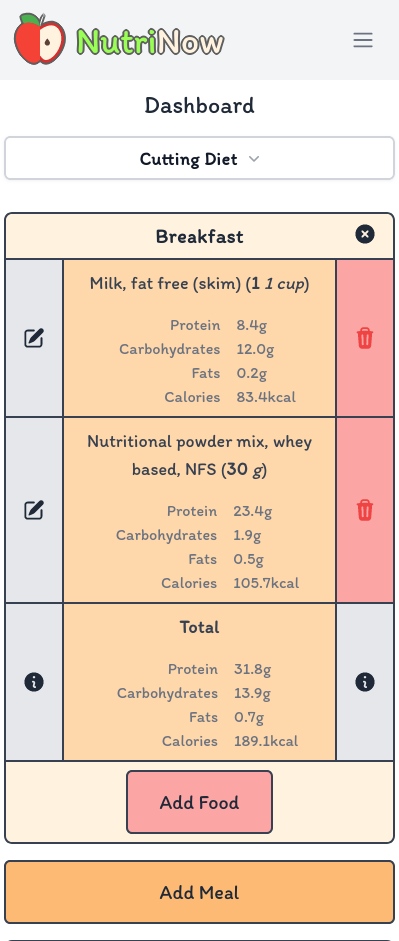 NutriNow
Dashboard
Cutting Diet
Breakfast
Milk, fat free (skim) (1 1 cup)
Protein 8.4g
Carbohydrates 12.0g
Fats 0.2g
Calories 83.4kcal
Nutritional powder mix, whey
based, NFS (30 g)
Protein 23.4g
Carbohydrates 1.9g
Fats 0.5g
Calories 105.7kcal
Total
Protein 31.8g
Carbohydrates 13.9g
Fats 0.7g
Calories 189.1kcal
Add Food
Add Meal